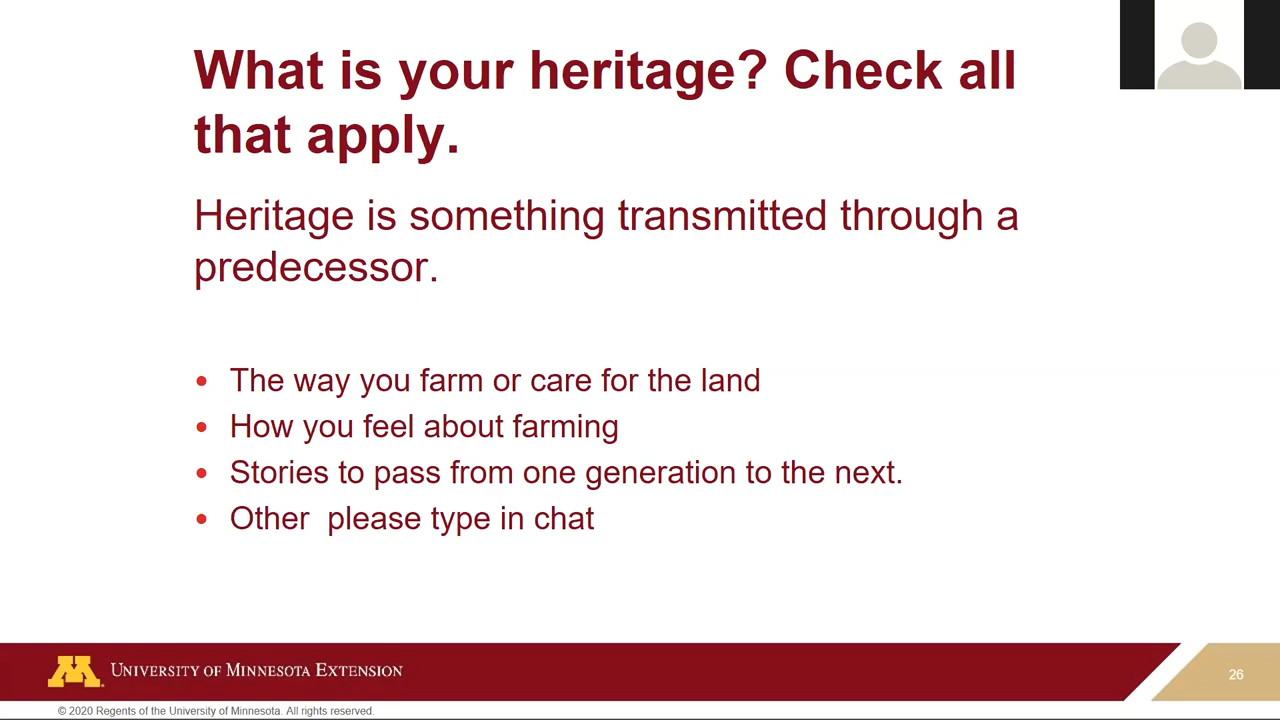 What is your heritage? Check all
that apply.
Heritage is something transmitted through a
predecessor.
• The way you farm or care for the land
• How you feel about farming
• Stories to pass from one generation to the next.
• Other  please type in chat
UNIVERSITY OF MINNESOTA EXTENSION
26
© 2020 Regents of the University of Minnesota. All rights reserved.